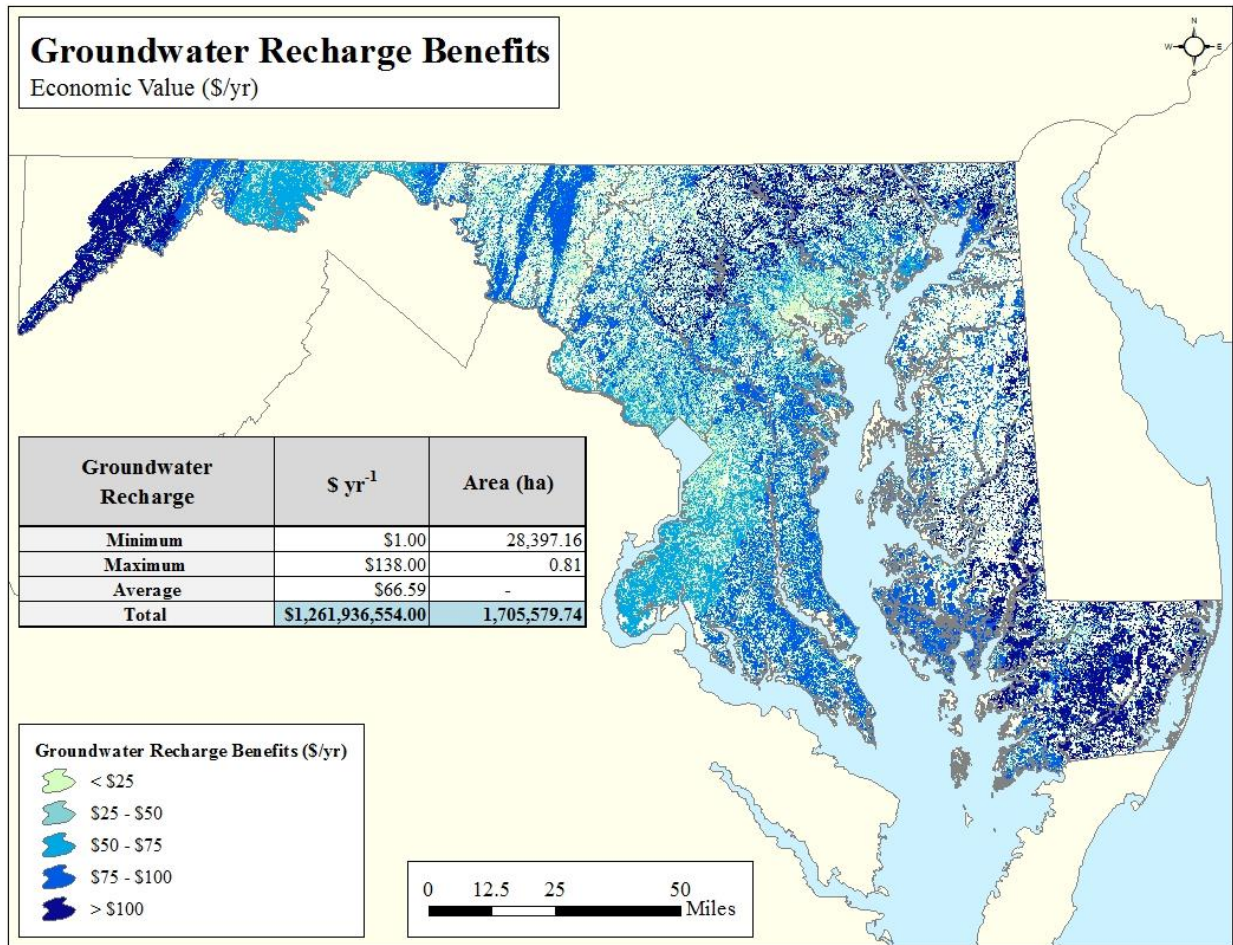 Groundwater Recharge Benefits
Economic Value ($/yr)
N
W E
S
Groundwater Recharge $ yr-1 Area (ha)
Minimum $1.00 28,397.16
Maximum $138.00 0.81
Average $66.59 -
Total $1,261,936,554.00 1,705,579.74
Groundwater Recharge Benefits ($/yr)
< $25
$25 - $50
$50 - $75
$75 - $100
> $100
0 12.5 25 50
Miles